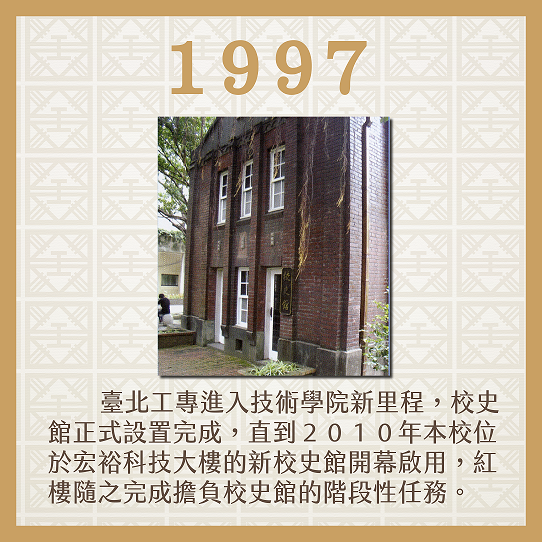 1997
校史館
臺北工專進入技術學院新里程，校史
館正式設置完成，直到２０１０年本校位
於宏裕科技大樓的新校史館開幕啟用，紅
樓隨之完成擔負校史館的階段性任務。